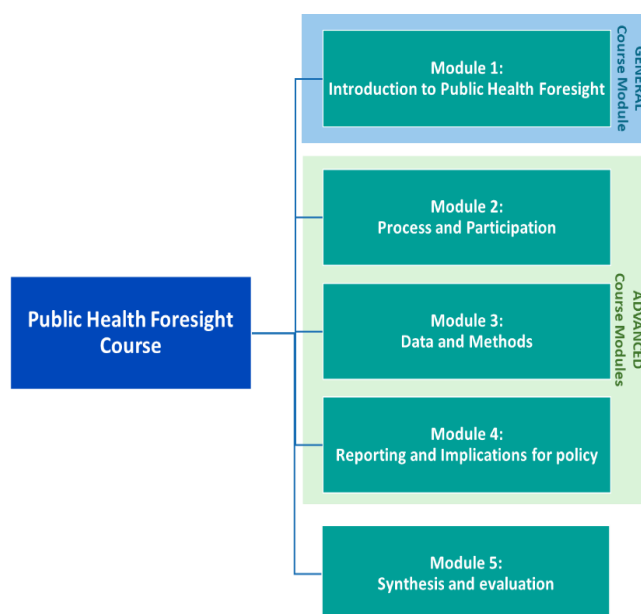 Module 1:
Introduction to Public Health Foresight
GENERAL
Course Module
Module 2:
Process and Participation
Public Health Foresight
Course
Module 3:
Data and Methods
ADVANCED
Course Modules
Module 4:
Reporting and Implications for policy
Module 5:
Synthesis and evaluation